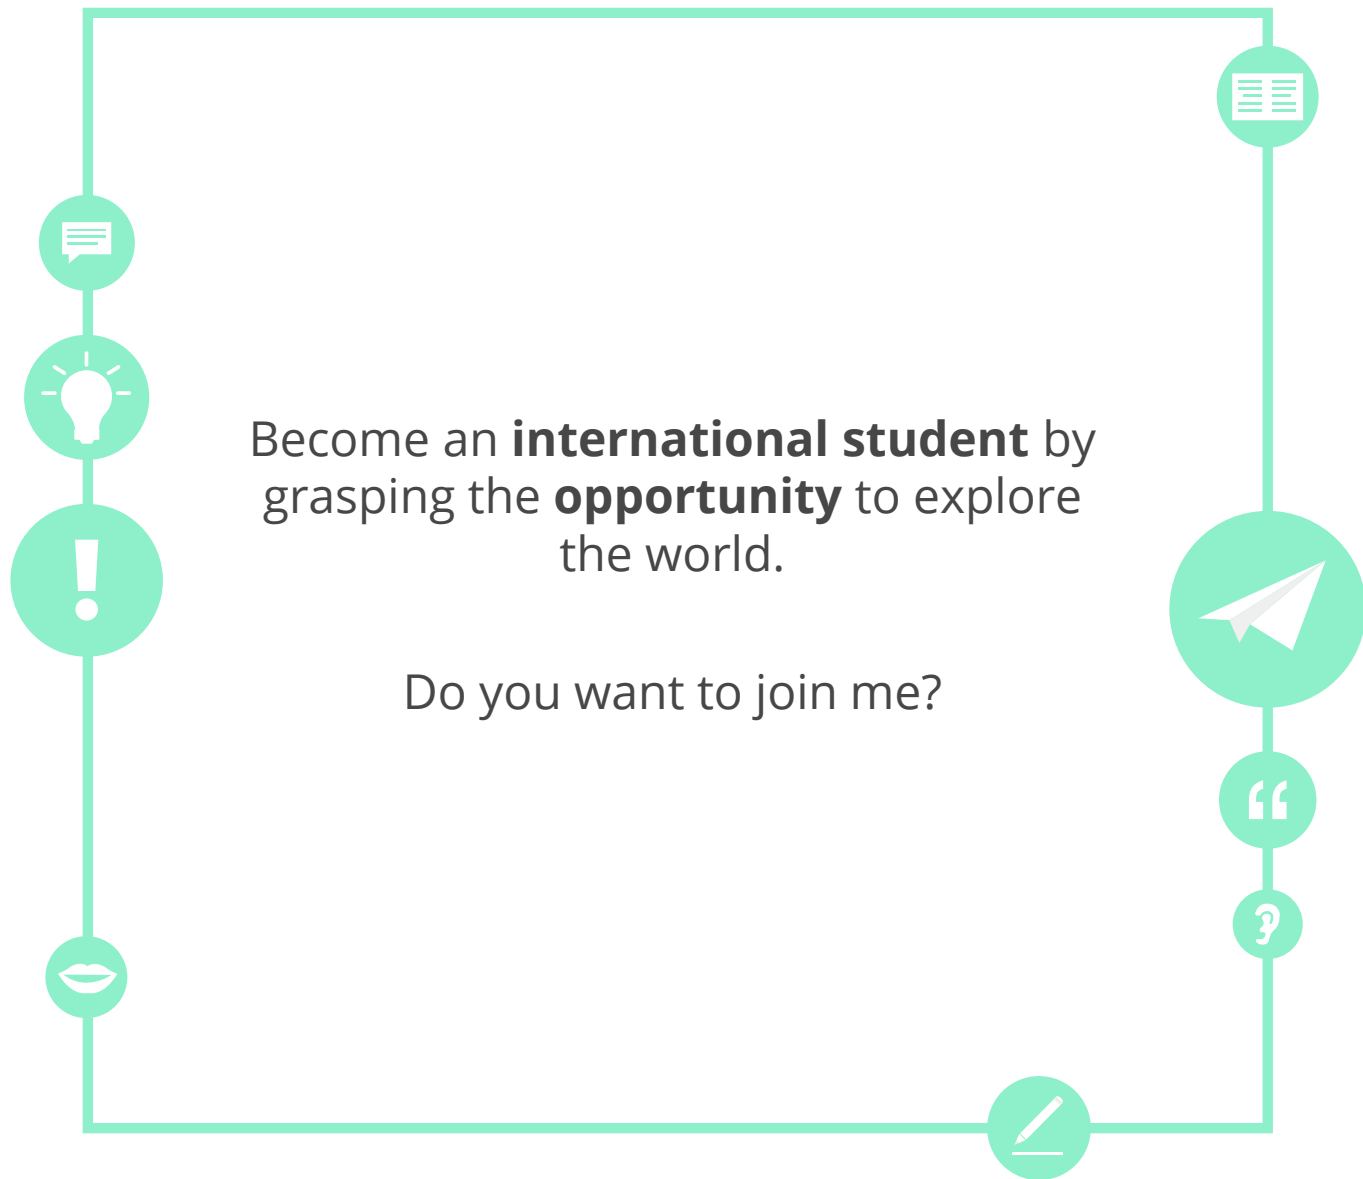 Become an international student by
grasping the opportunity to explore
the world.
Do you want to join me?